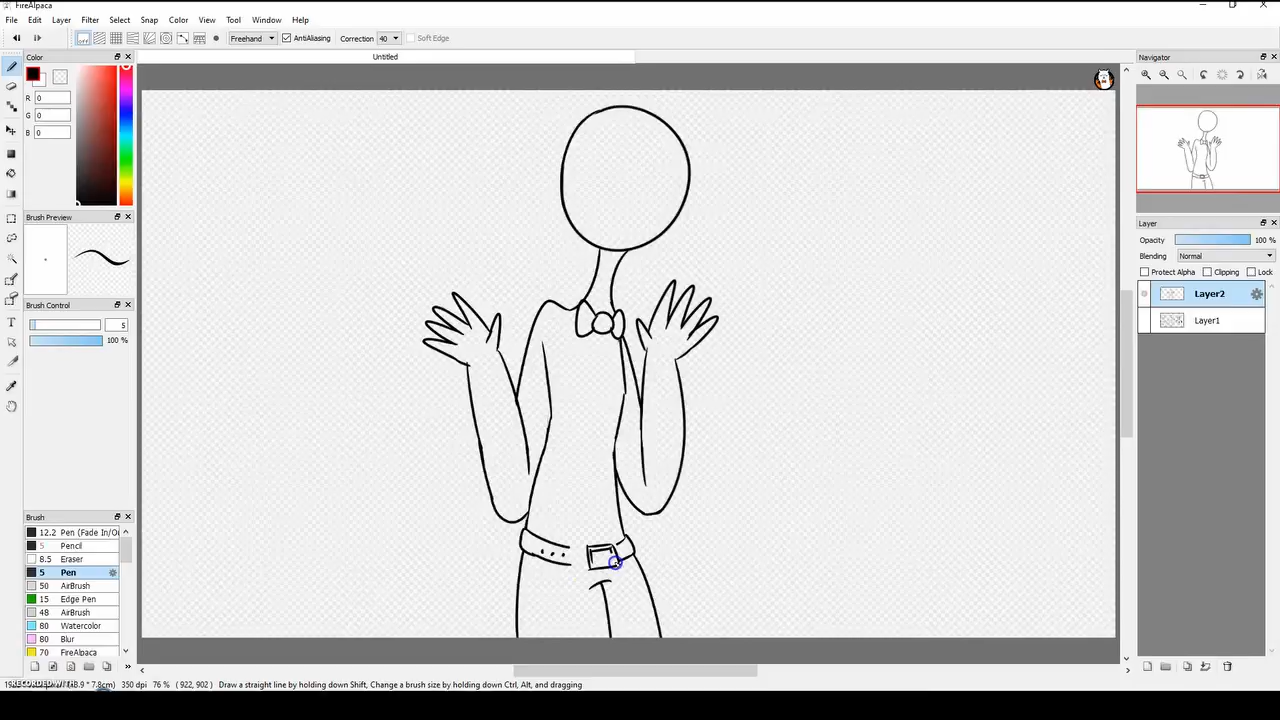 FireAlpaca
File Edit Layer Filter Select Snap Color View Tool Window Help
Freehand AntiAliasing Correction 40 Soft Edge
Color
Untitled
Navigator
R 0
G 0
B 0
Brush Preview
Layer
Opacity 100 %
Blending Normal
Protect Alpha Clipping Lock
Layer2
Layer1
Brush Control
5
100 %
Brush
12.2 Pen (Fade In/O
5 Pencil
8.5 Eraser
5 Pen
50 AirBrush
15 Edge Pen
48 AirBrush
80 Watercolor
80 Blur
70 FireAlpaca
350 dpi 76 % ( 922, 902) Draw a straight line by holding down Shift, Change a brush size by holding down Ctrl, Alt, and dragging
RECORDED WITH